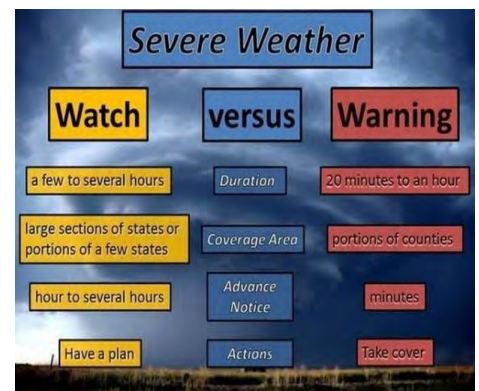 Severe Weather
Watch versus Warning
a few to several hours Duration 20 minutes to an hour
large sections of states or
portions of a few states
Coverage Area portions of counties
hour to several hours
Advance
Notice
minutes
Have a plan Actions Take cover